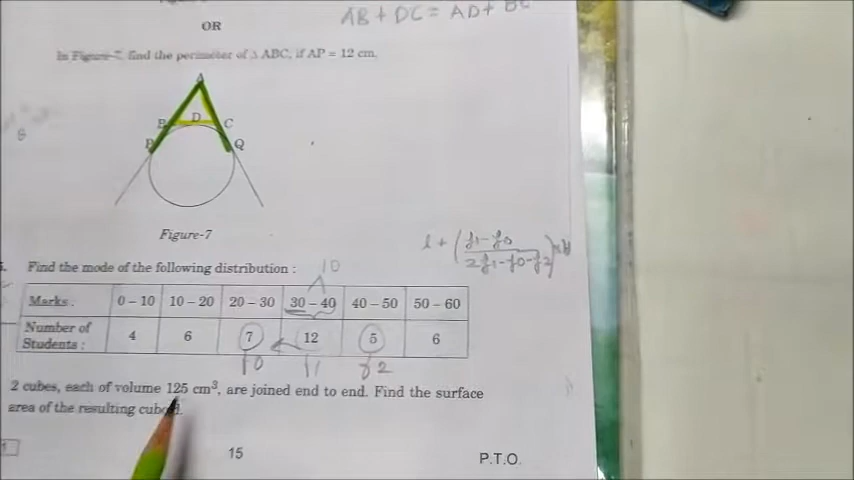 AB + DC = AD + BC
OR
In Figure-7, find the perimeter of Δ ABC, if AP = 12 cm.
A
B D C
P Q
Figure-7
l + (f1-f0 / 2f1-f0-f2) x h
Find the mode of the following distribution :
10
Marks : 0 – 10 10 – 20 20 – 30 30 – 40 40 – 50 50 – 60
Number of Students : 4 6 7 12 5 6
f0 f1 f2
2 cubes, each of volume 125 cm³, are joined end to end. Find the surface
area of the resulting cuboid.
15
P.T.O.